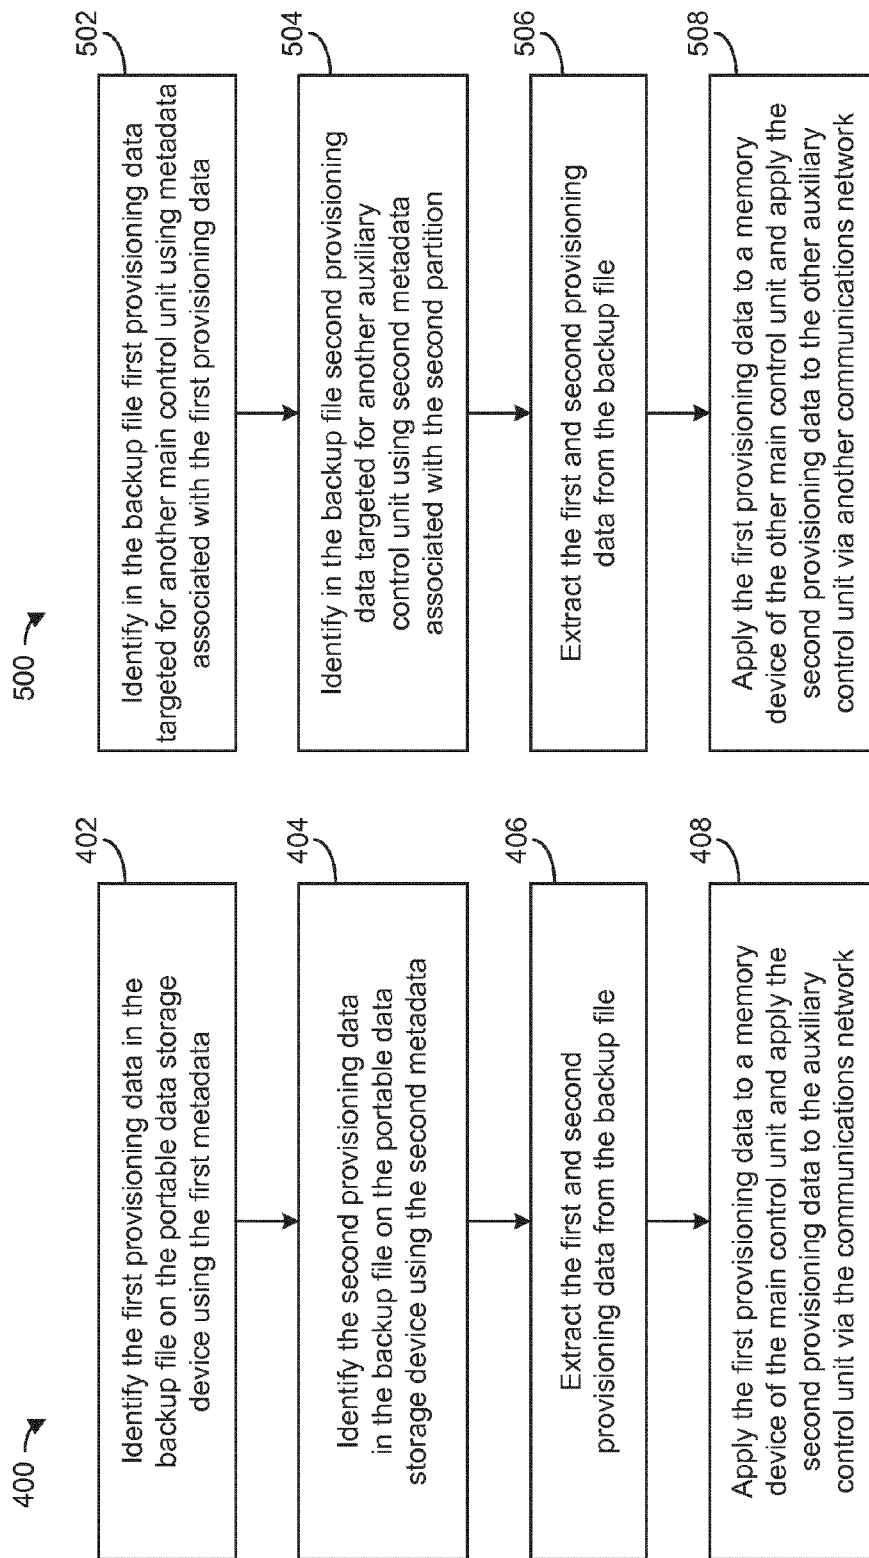 400
402
Identify the first provisioning data in the
backup file on the portable data storage
device using the first metadata
404
Identify the second provisioning data
in the backup file on the portable data
storage device using the second metadata
406
Extract the first and second
provisioning data from the backup file
408
Apply the first provisioning data to a memory
device of the main control unit and apply the
second provisioning data to the auxiliary
control unit via the communications network
500
502
Identify in the backup file first provisioning data
targeted for another main control unit using metadata
associated with the first provisioning data
504
Identify in the backup file second provisioning
data targeted for another auxiliary
control unit using second metadata
associated with the second partition
506
Extract the first and second provisioning
data from the backup file
508
Apply the first provisioning data to a memory
device of the other main control unit and apply the
second provisioning data to the other auxiliary
control unit via another communications network